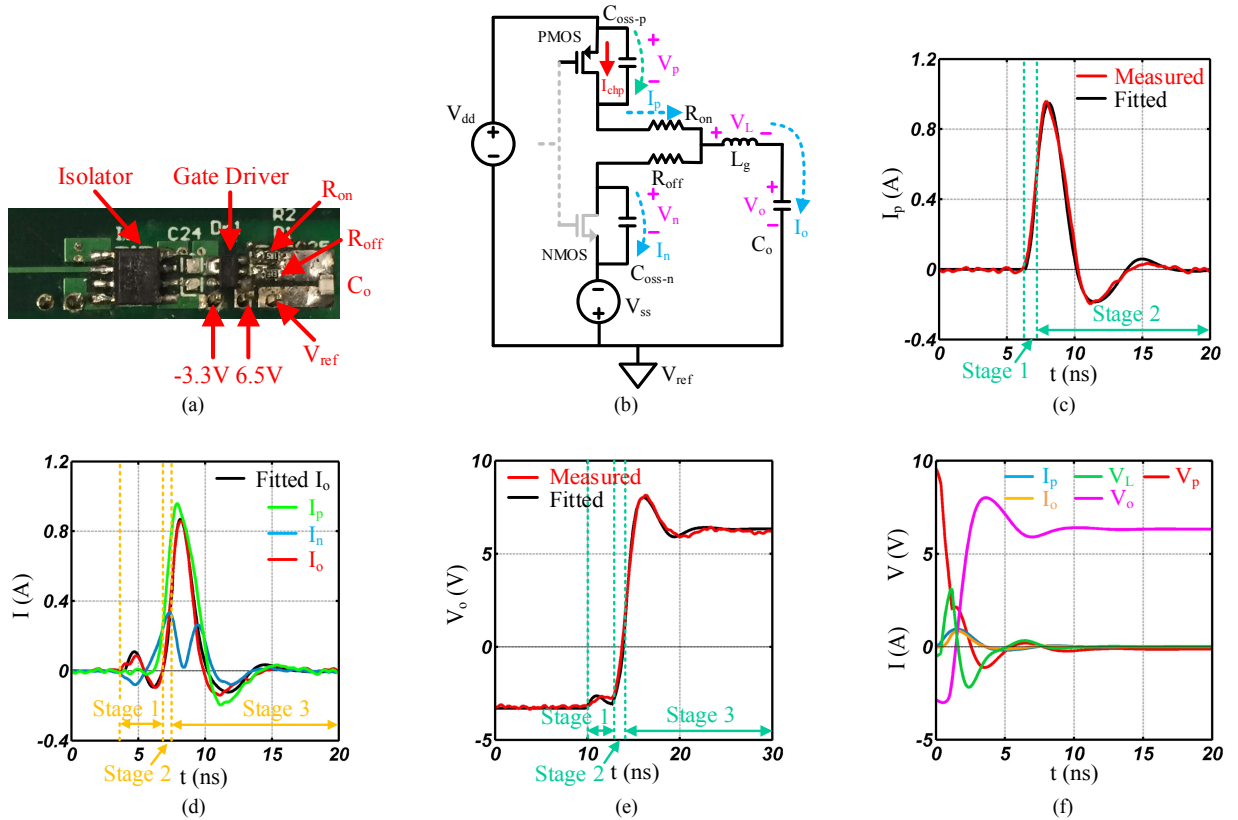 Isolator
Gate Driver
R_on
R_off
C24
R2
C_o
V_ref
-3.3V 6.5V
(a)
C_oss-p
PMOS
I_chp
+
V_p
−
I_p
V_dd
+
−
R_on
+ V_L −
L_g
R_off
+
V_n
−
I_n
+
V_o
−
C_o
I_o
NMOS
C_oss-n
−
+
V_ss
V_ref
(b)
1.2
0.8
0.4
0
-0.4
I_p (A)
Measured
Fitted
Stage 2
0 5 10 15 20
Stage 1
t (ns)
(c)
1.2
0.8
0.4
0
-0.4
I (A)
Fitted I_o
I_p
I_n
I_o
Stage 1
Stage 3
0 5 10 15 20
Stage 2
t (ns)
(d)
10
5
0
-5
V_o (V)
Measured
Fitted
Stage 1
Stage 3
0 10 20 30
Stage 2
t (ns)
(e)
10
5
0
-5
V (V)
I (A)
I_p V_L V_p
I_o V_o
0 5 10 15 20
t (ns)
(f)